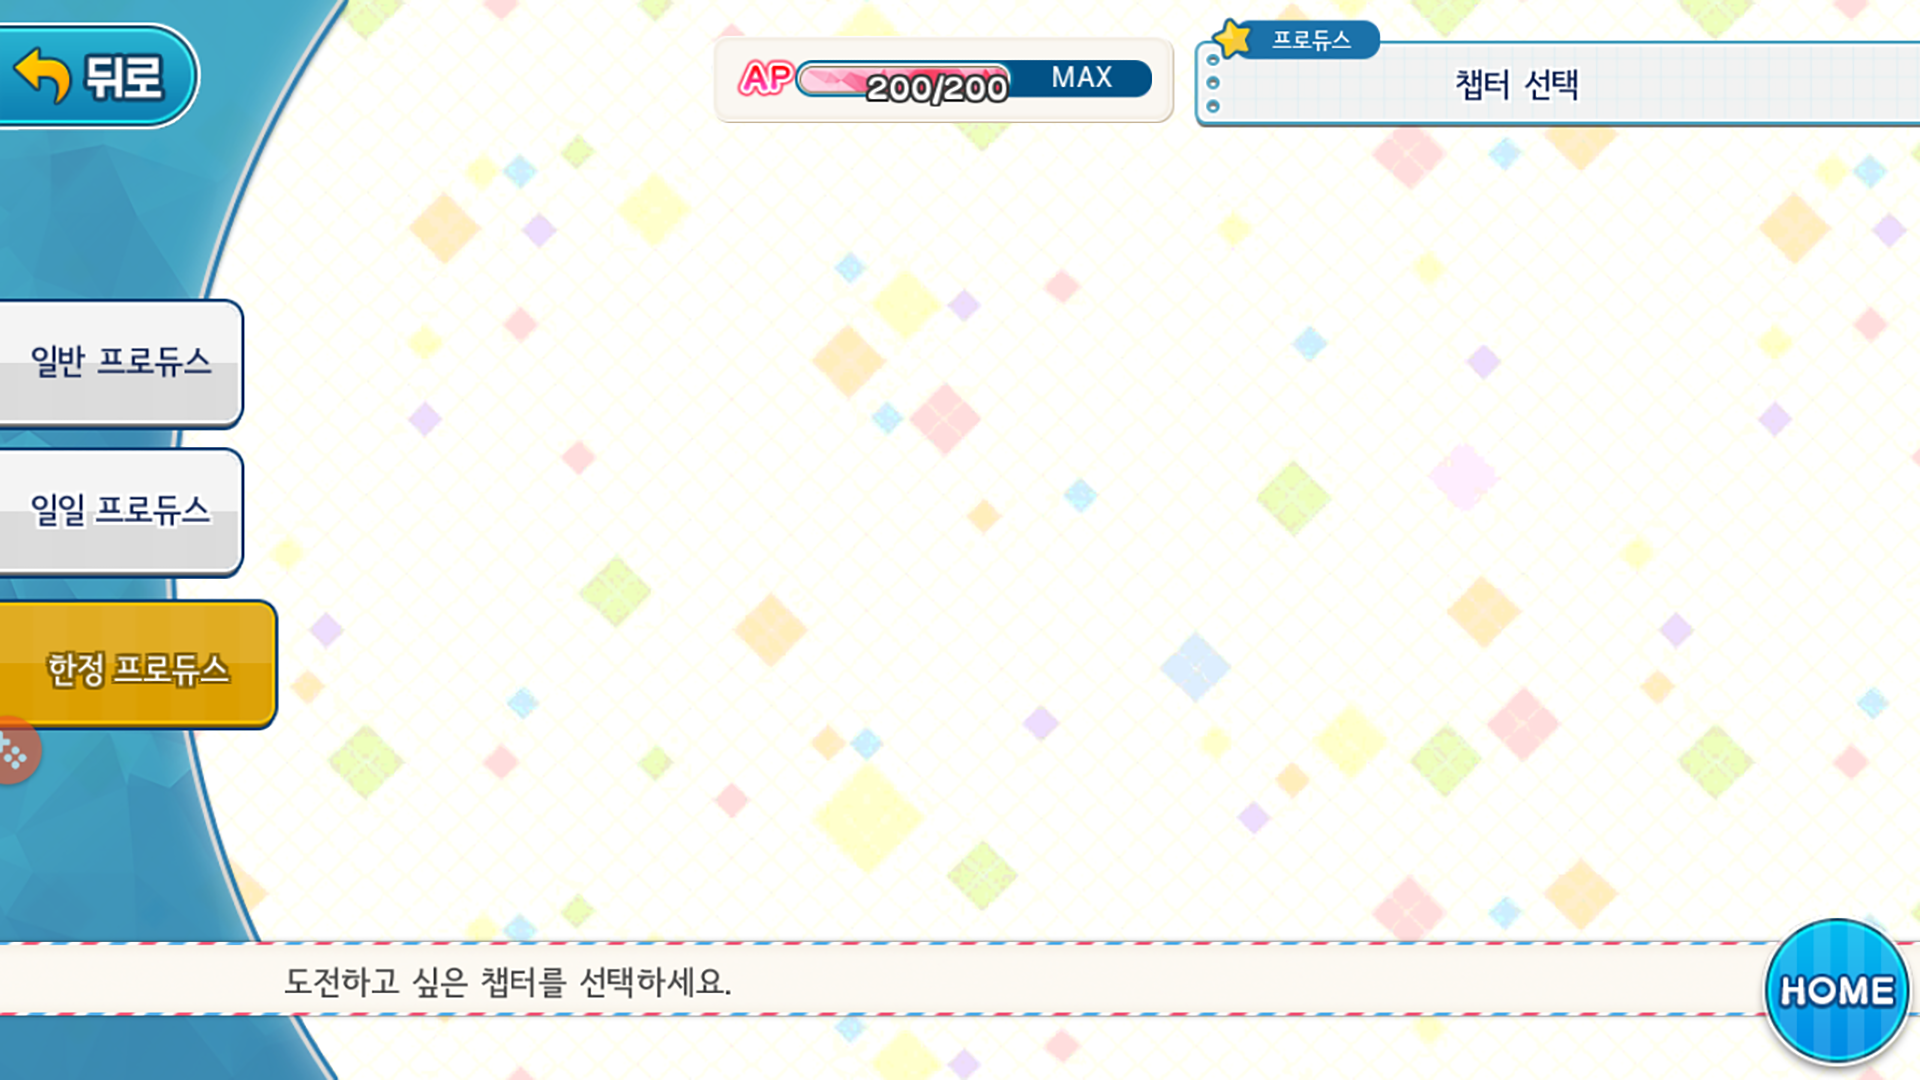 뒤로
AP 200/200 MAX
프로듀스
챕터 선택
일반 프로듀스
일일 프로듀스
한정 프로듀스
도전하고 싶은 챕터를 선택하세요.
HOME